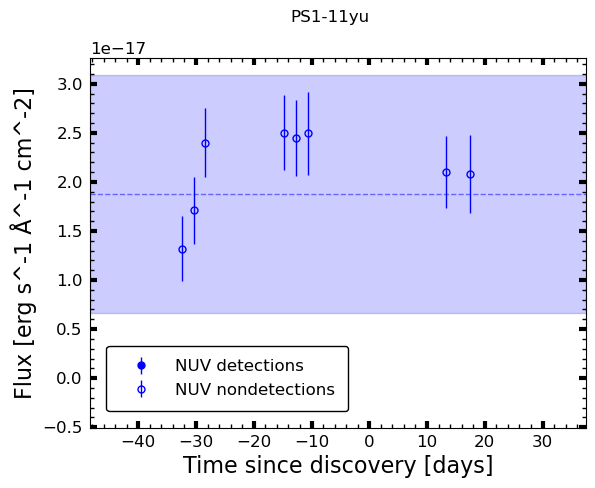 PS1-11yu
1e−17
3.0
2.5
2.0
1.5
1.0
0.5
0.0
−0.5
Flux [erg s^-1 Å^-1 cm^-2]
NUV detections
NUV nondetections
−40 −30 −20 −10 0 10 20 30
Time since discovery [days]